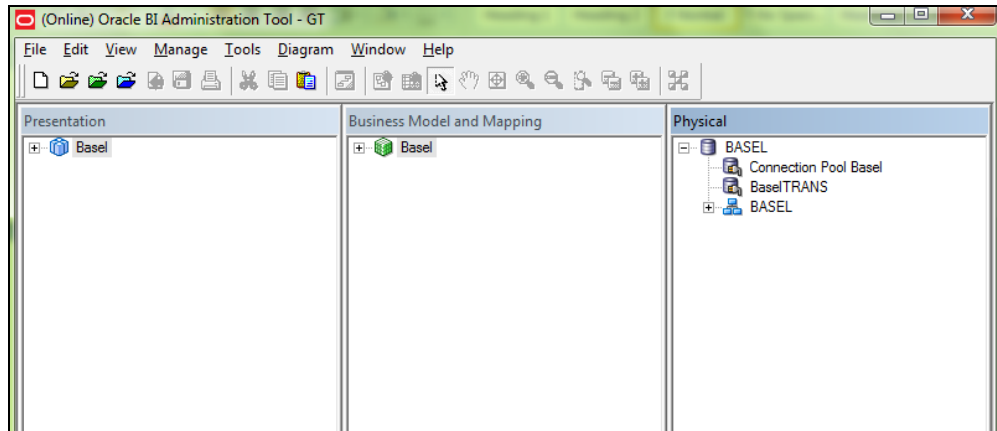 (Online) Oracle BI Administration Tool - GT
File Edit View Manage Tools Diagram Window Help
Presentation
Basel
Business Model and Mapping
Basel
Physical
BASEL
Connection Pool Basel
BaselTRANS
BASEL